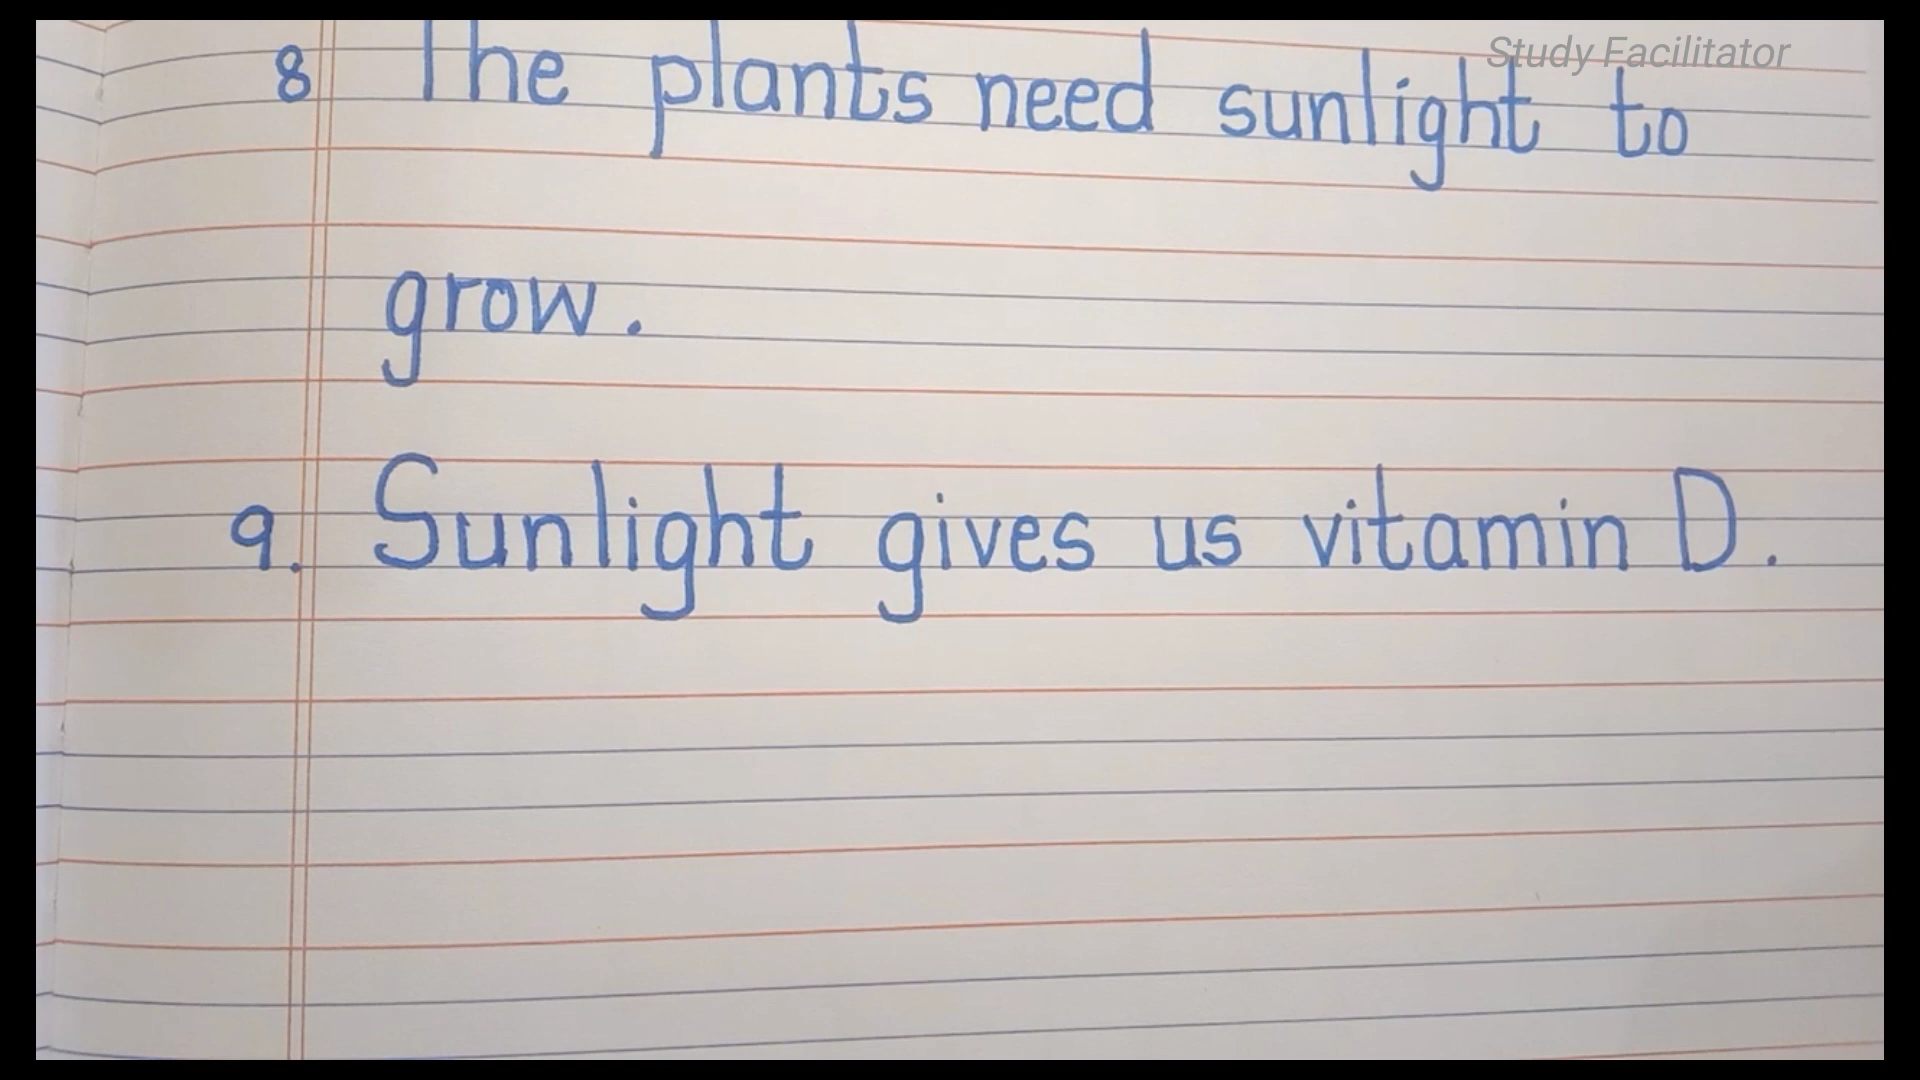 Study Facilitator
8 The plants need sunlight to
grow.
9. Sunlight gives us vitamin D.